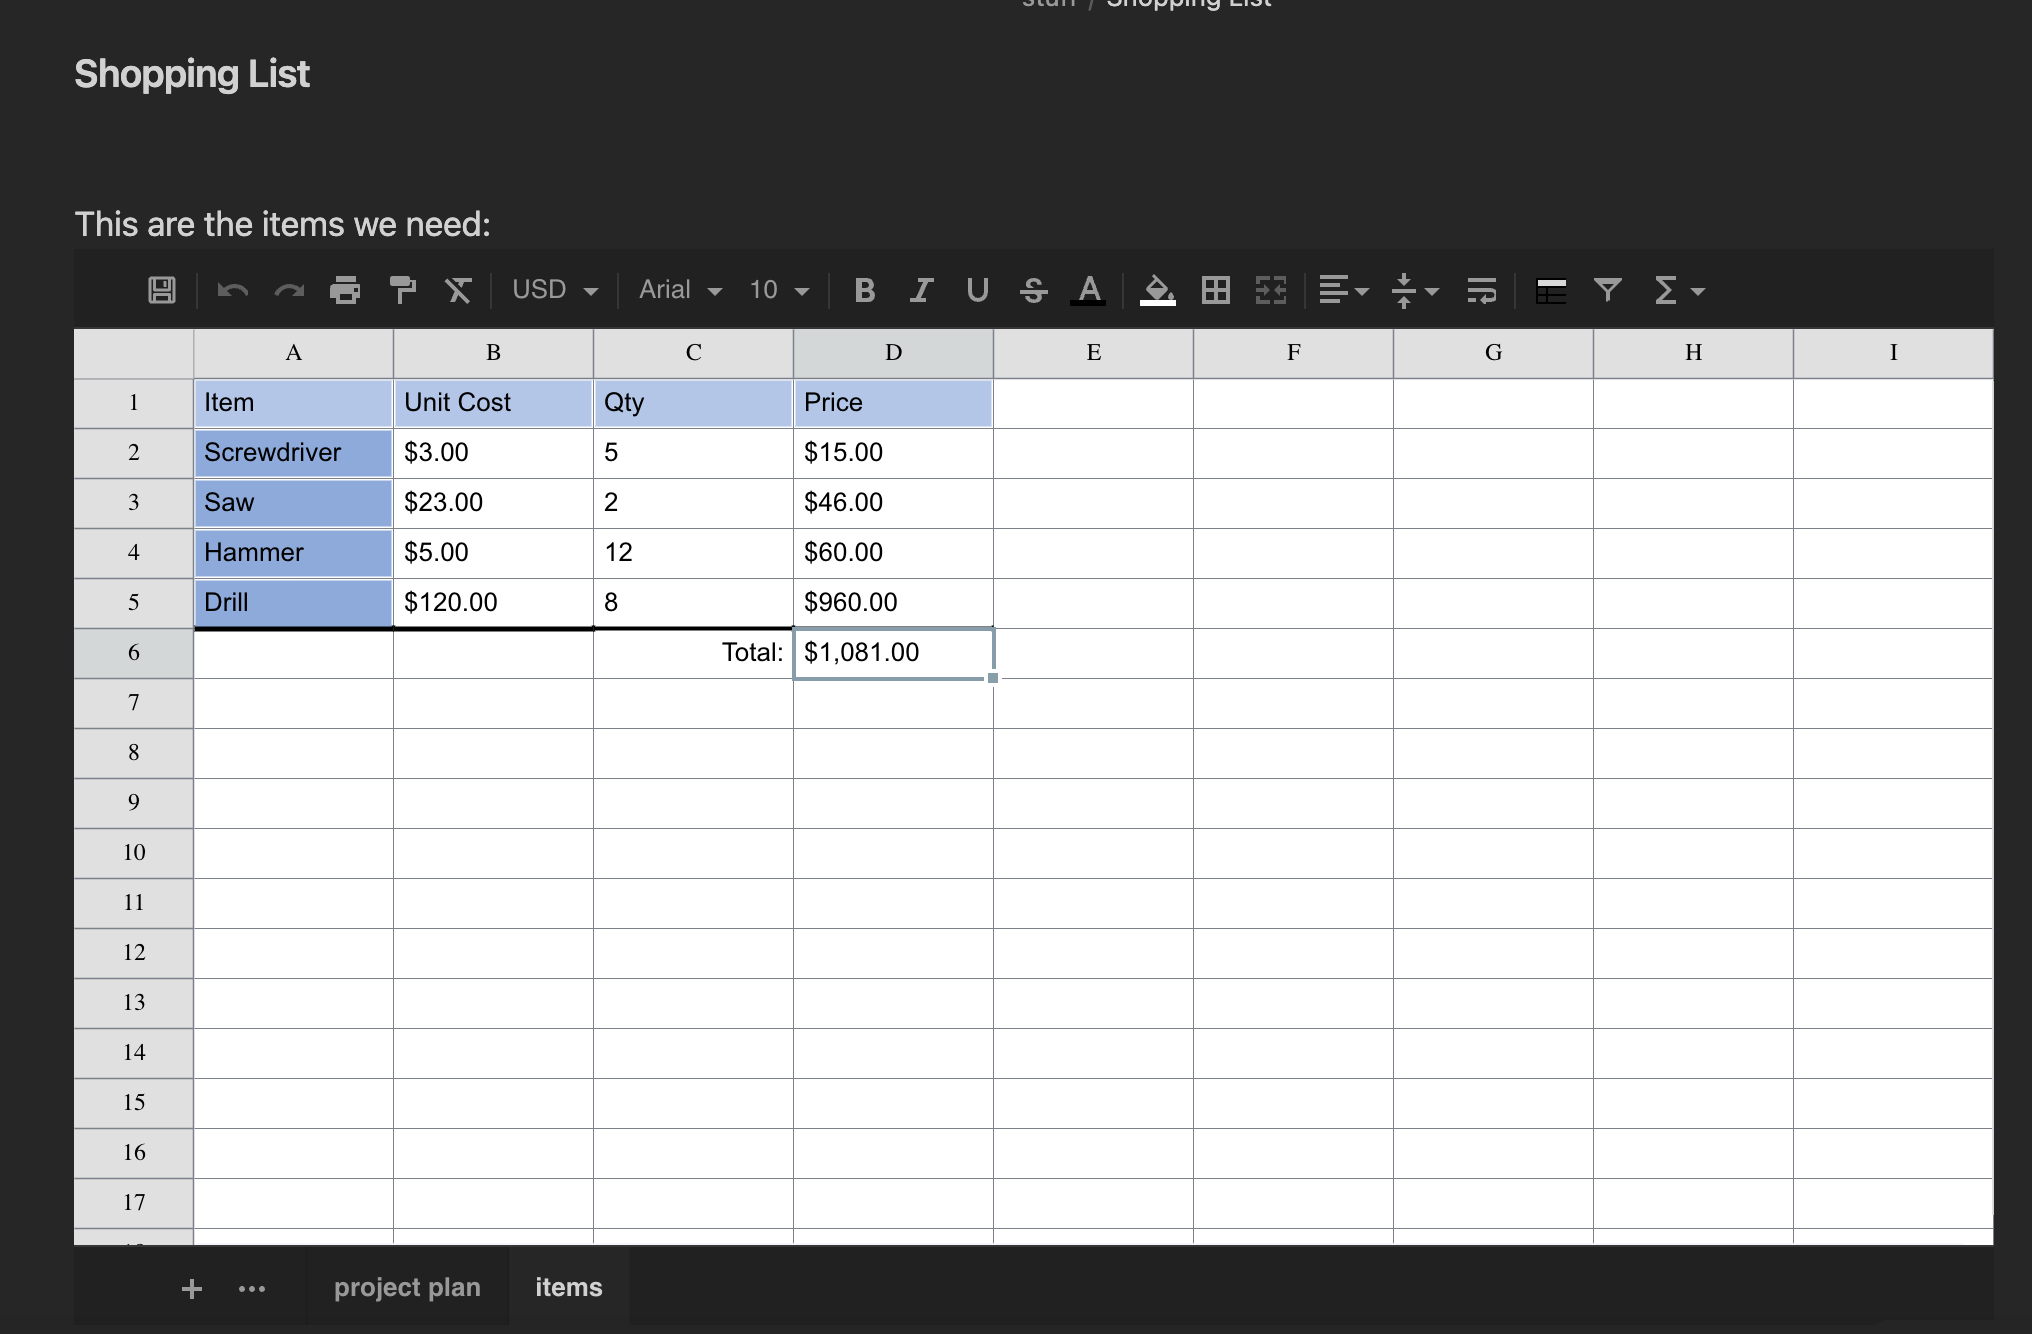 stuff / Shopping List
Shopping List
This are the items we need:
USD Arial 10 B I U S A Σ
A B C D E F G H I
1 Item Unit Cost Qty Price
2 Screwdriver $3.00 5 $15.00
3 Saw $23.00 2 $46.00
4 Hammer $5.00 12 $60.00
5 Drill $120.00 8 $960.00
6 Total: $1,081.00
7
8
9
10
11
12
13
14
15
16
17
+ ••• project plan items